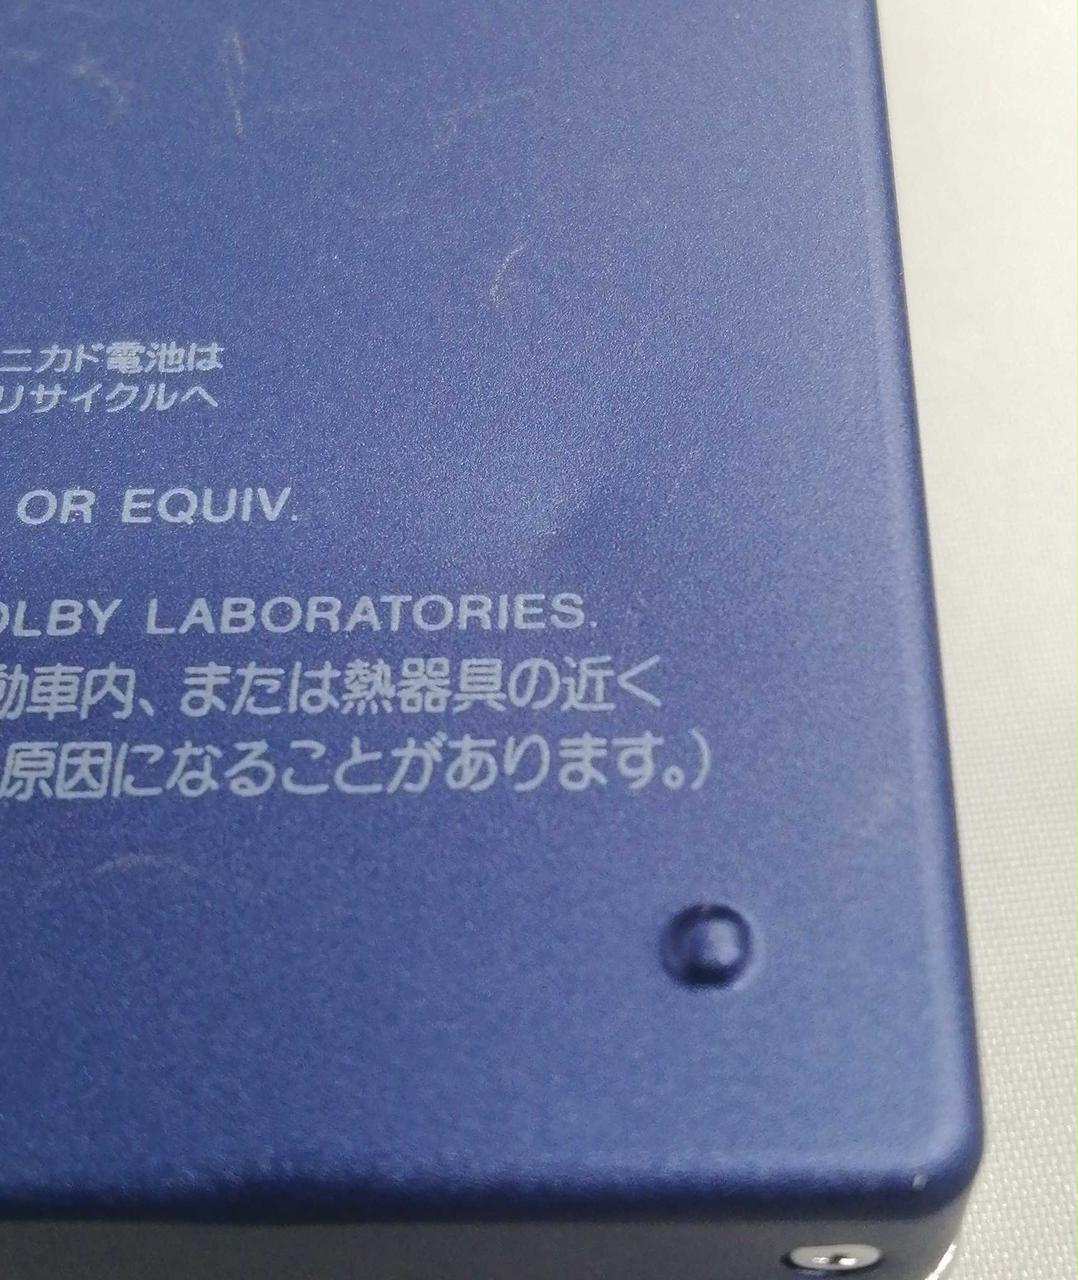 ニカド電池は
リサイクルへ
OR EQUIV.
OLBY LABORATORIES.
動車内、または熱器具の近く
原因になることがあります。)